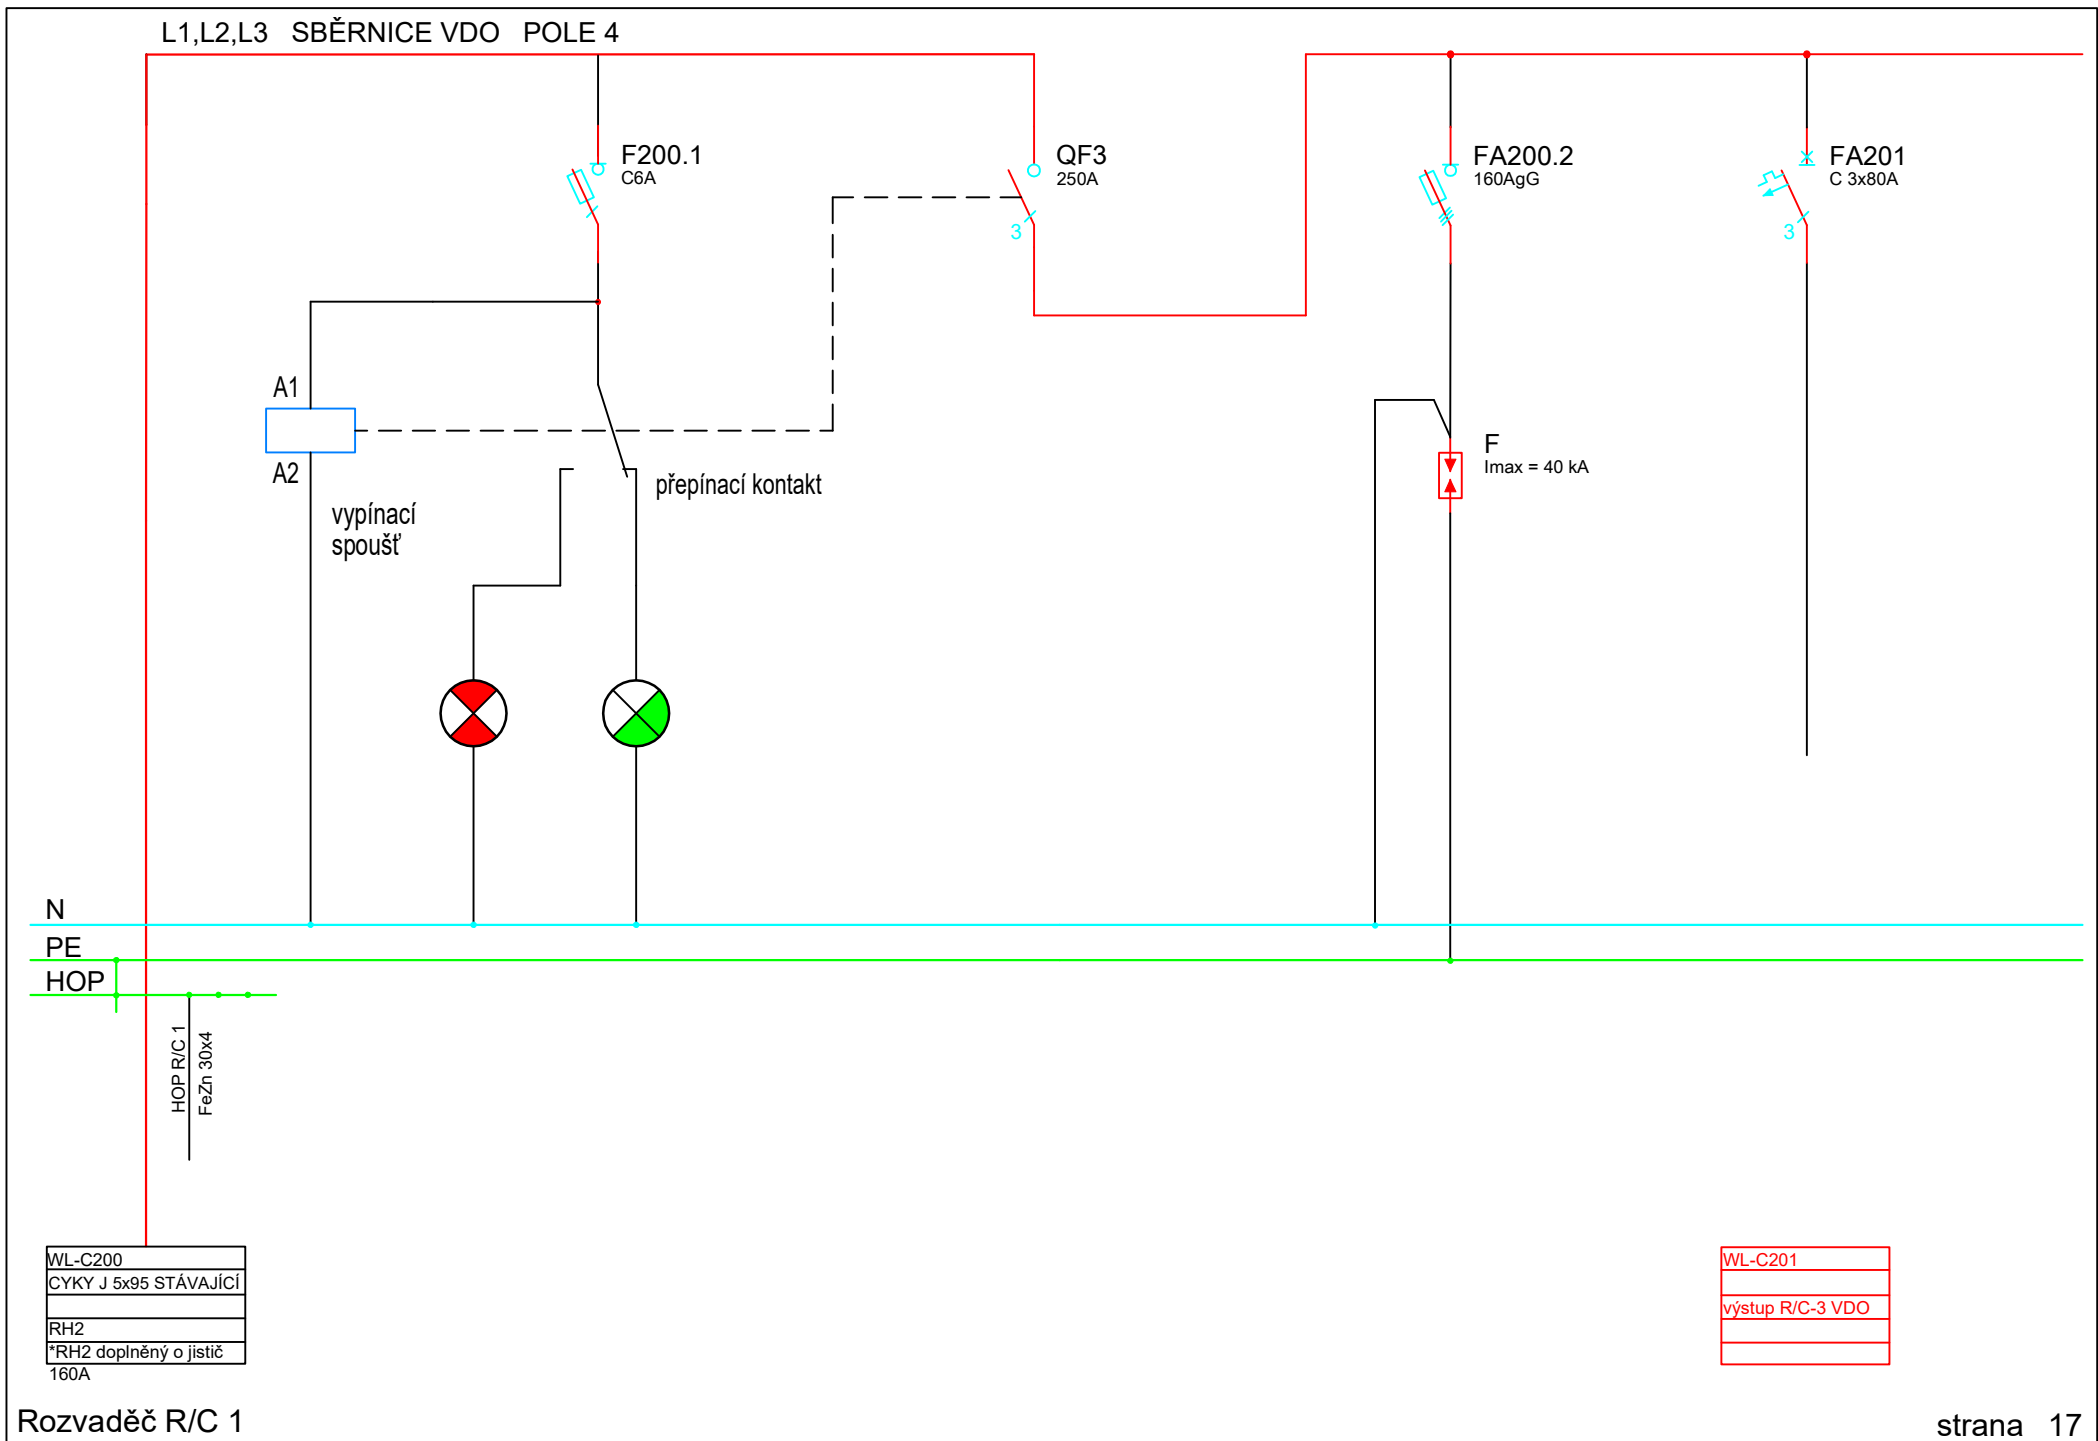 L1,L2,L3 SBĚRNICE VDO POLE 4
F200.1
C6A
QF3
250A
3
FA200.2
160AgG
FA201
C 3x80A
3
A1
A2
vypínací
spoušť
přepínací kontakt
F
Imax = 40 kA
N
PE
HOP
HOP R/C 1
FeZn 30x4
WL-C200
CYKY J 5x95 STÁVAJÍCÍ
RH2
*RH2 doplněný o jistič
160A
WL-C201
výstup R/C-3 VDO
Rozvaděč R/C 1
strana 17